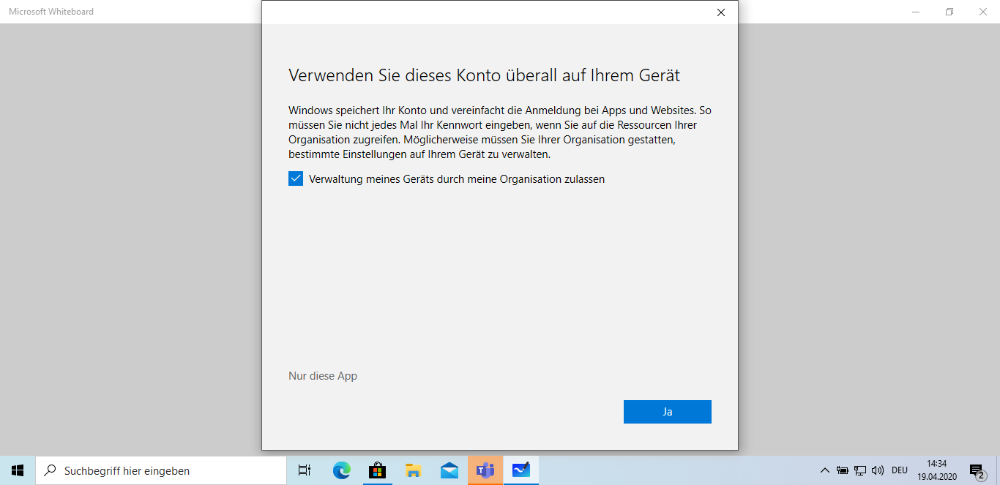 Microsoft Whiteboard
Verwenden Sie dieses Konto überall auf Ihrem Gerät
Windows speichert Ihr Konto und vereinfacht die Anmeldung bei Apps und Websites. So
müssen Sie nicht jedes Mal Ihr Kennwort eingeben, wenn Sie auf die Ressourcen Ihrer
Organisation zugreifen. Möglicherweise müssen Sie Ihrer Organisation gestatten,
bestimmte Einstellungen auf Ihrem Gerät zu verwalten.
Verwaltung meines Geräts durch meine Organisation zulassen
Nur diese App
Ja
Suchbegriff hier eingeben
DEU
14:34
19.04.2020
2